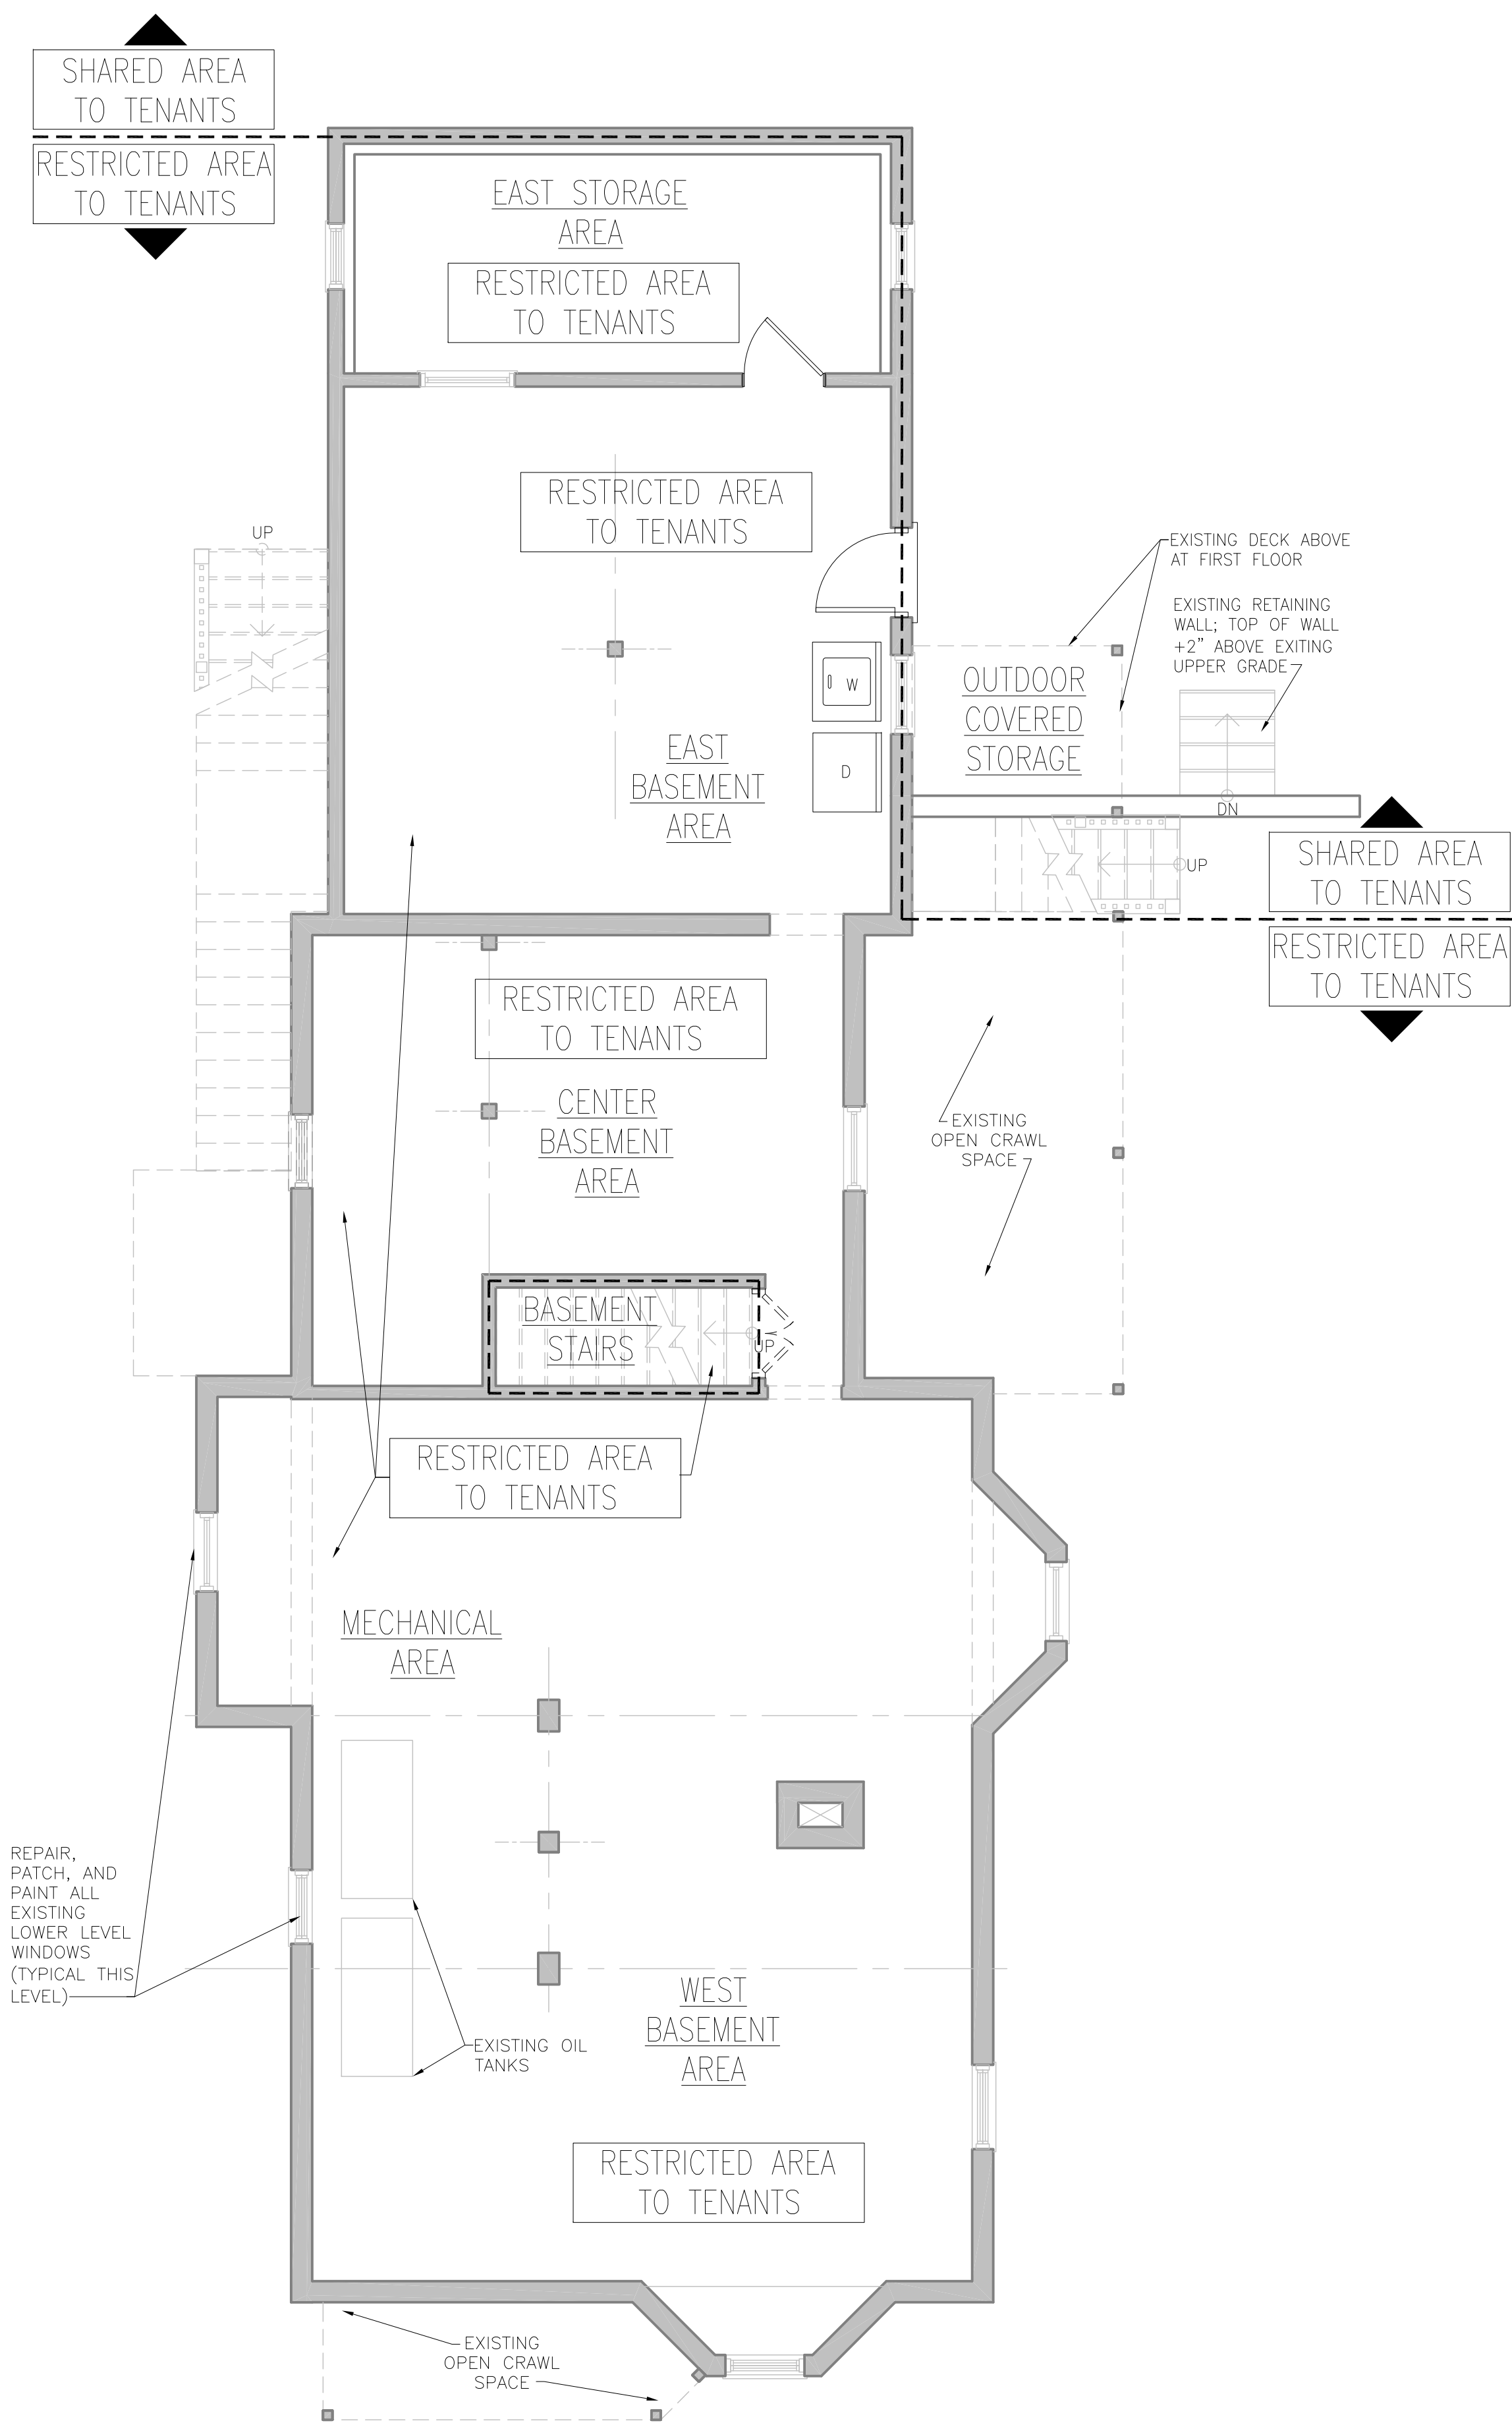 SHARED AREA
TO TENANTS
RESTRICTED AREA
TO TENANTS
EAST STORAGE
AREA
RESTRICTED AREA
TO TENANTS
RESTRICTED AREA
TO TENANTS
UP
EXISTING DECK ABOVE
AT FIRST FLOOR
EXISTING RETAINING
WALL; TOP OF WALL
+2" ABOVE EXITING
UPPER GRADE
W
D
OUTDOOR
COVERED
STORAGE
EAST
BASEMENT
AREA
DN
UP
SHARED AREA
TO TENANTS
RESTRICTED AREA
TO TENANTS
RESTRICTED AREA
TO TENANTS
CENTER
BASEMENT
AREA
EXISTING
OPEN CRAWL
SPACE
BASEMENT
STAIRS
UP
RESTRICTED AREA
TO TENANTS
MECHANICAL
AREA
REPAIR,
PATCH, AND
PAINT ALL
EXISTING
LOWER LEVEL
WINDOWS
(TYPICAL THIS
LEVEL)
EXISTING OIL
TANKS
WEST
BASEMENT
AREA
RESTRICTED AREA
TO TENANTS
EXISTING
OPEN CRAWL
SPACE